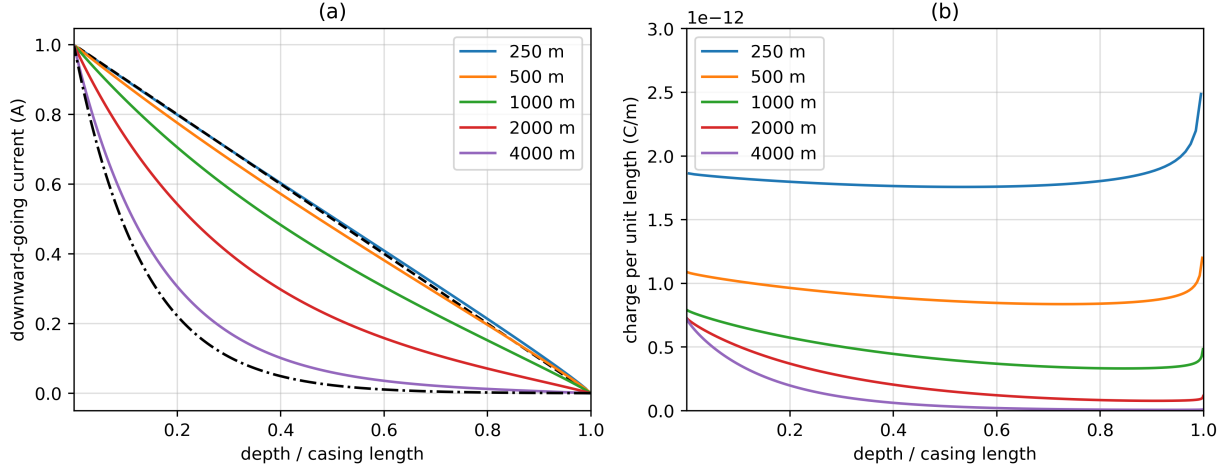 (a)
downward-going current (A)
1.0
0.8
0.6
0.4
0.2
0.0
250 m
500 m
1000 m
2000 m
4000 m
0.2 0.4 0.6 0.8 1.0
depth / casing length
(b)
1e−12
charge per unit length (C/m)
3.0
2.5
2.0
1.5
1.0
0.5
0.0
250 m
500 m
1000 m
2000 m
4000 m
0.2 0.4 0.6 0.8 1.0
depth / casing length